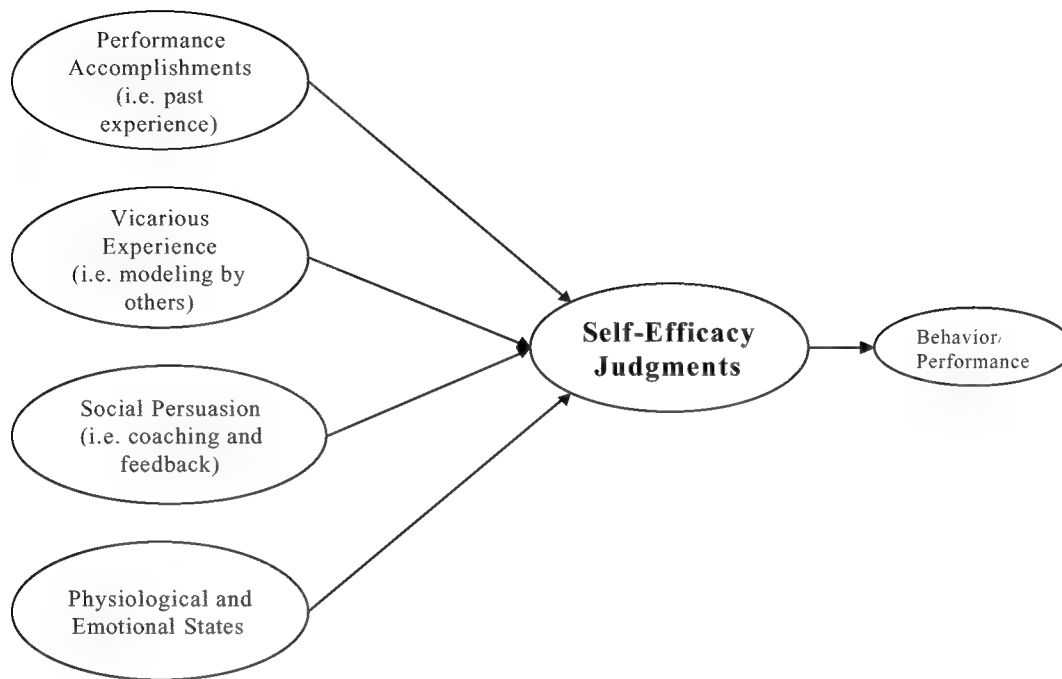 Performance
Accomplishments
(i.e. past
experience)
Vicarious
Experience
(i.e. modeling by
others)
Social Persuasion
(i.e. coaching and
feedback)
Physiological and
Emotional States
Self-Efficacy
Judgments
Behavior/
Performance